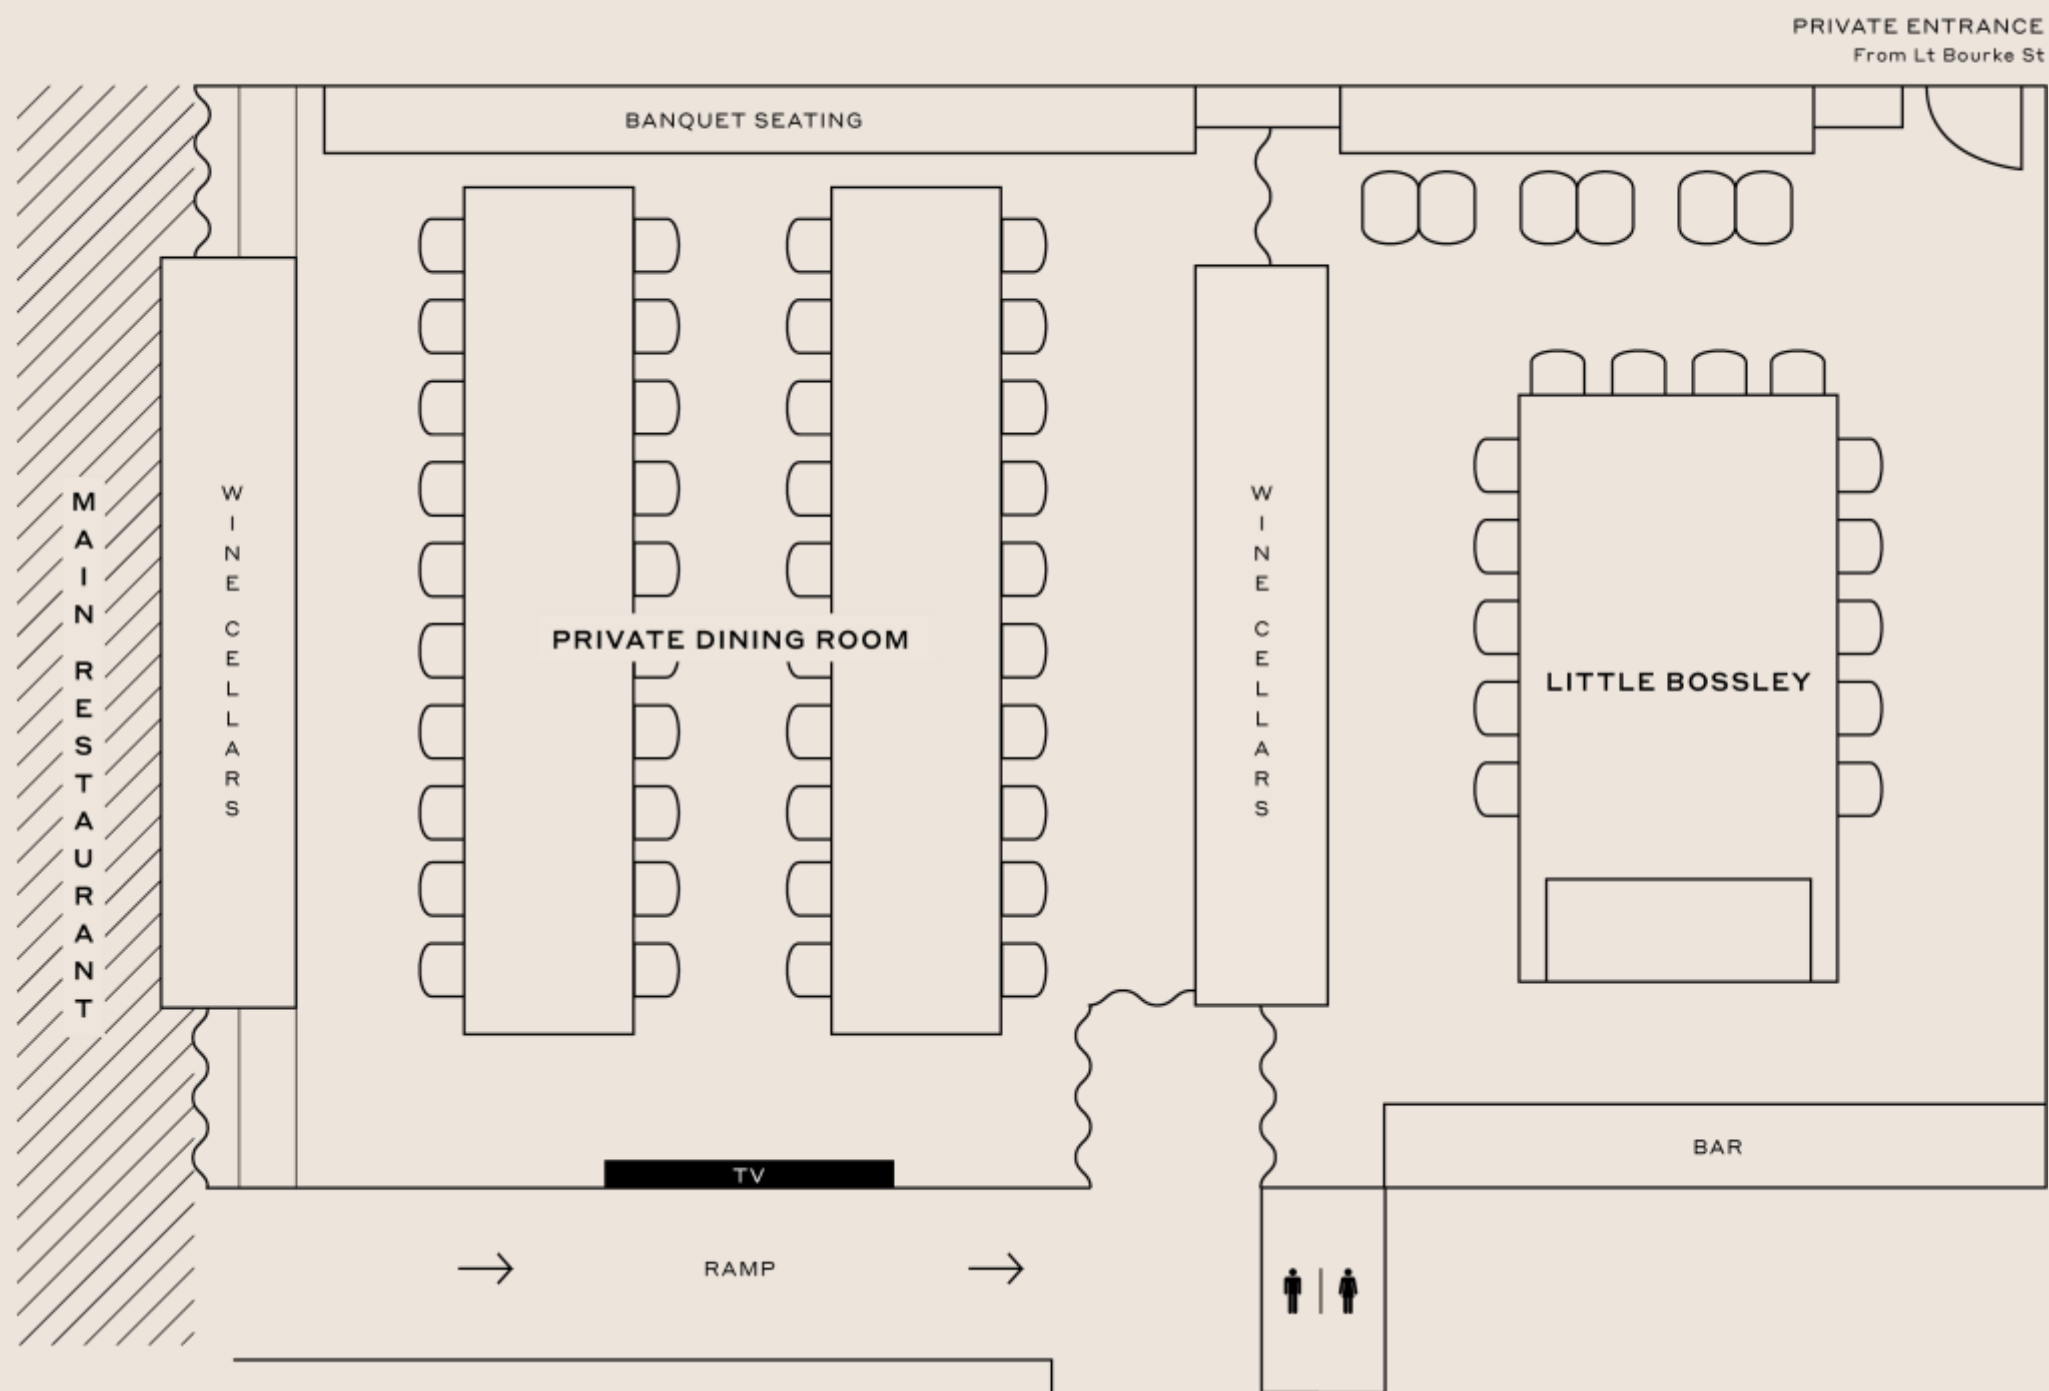 PRIVATE ENTRANCE
From Lt Bourke St
BANQUET SEATING
MAIN RESTAURANT
WINE CELLARS
PRIVATE DINING ROOM
WINE CELLARS
LITTLE BOSSLEY
TV
BAR
RAMP